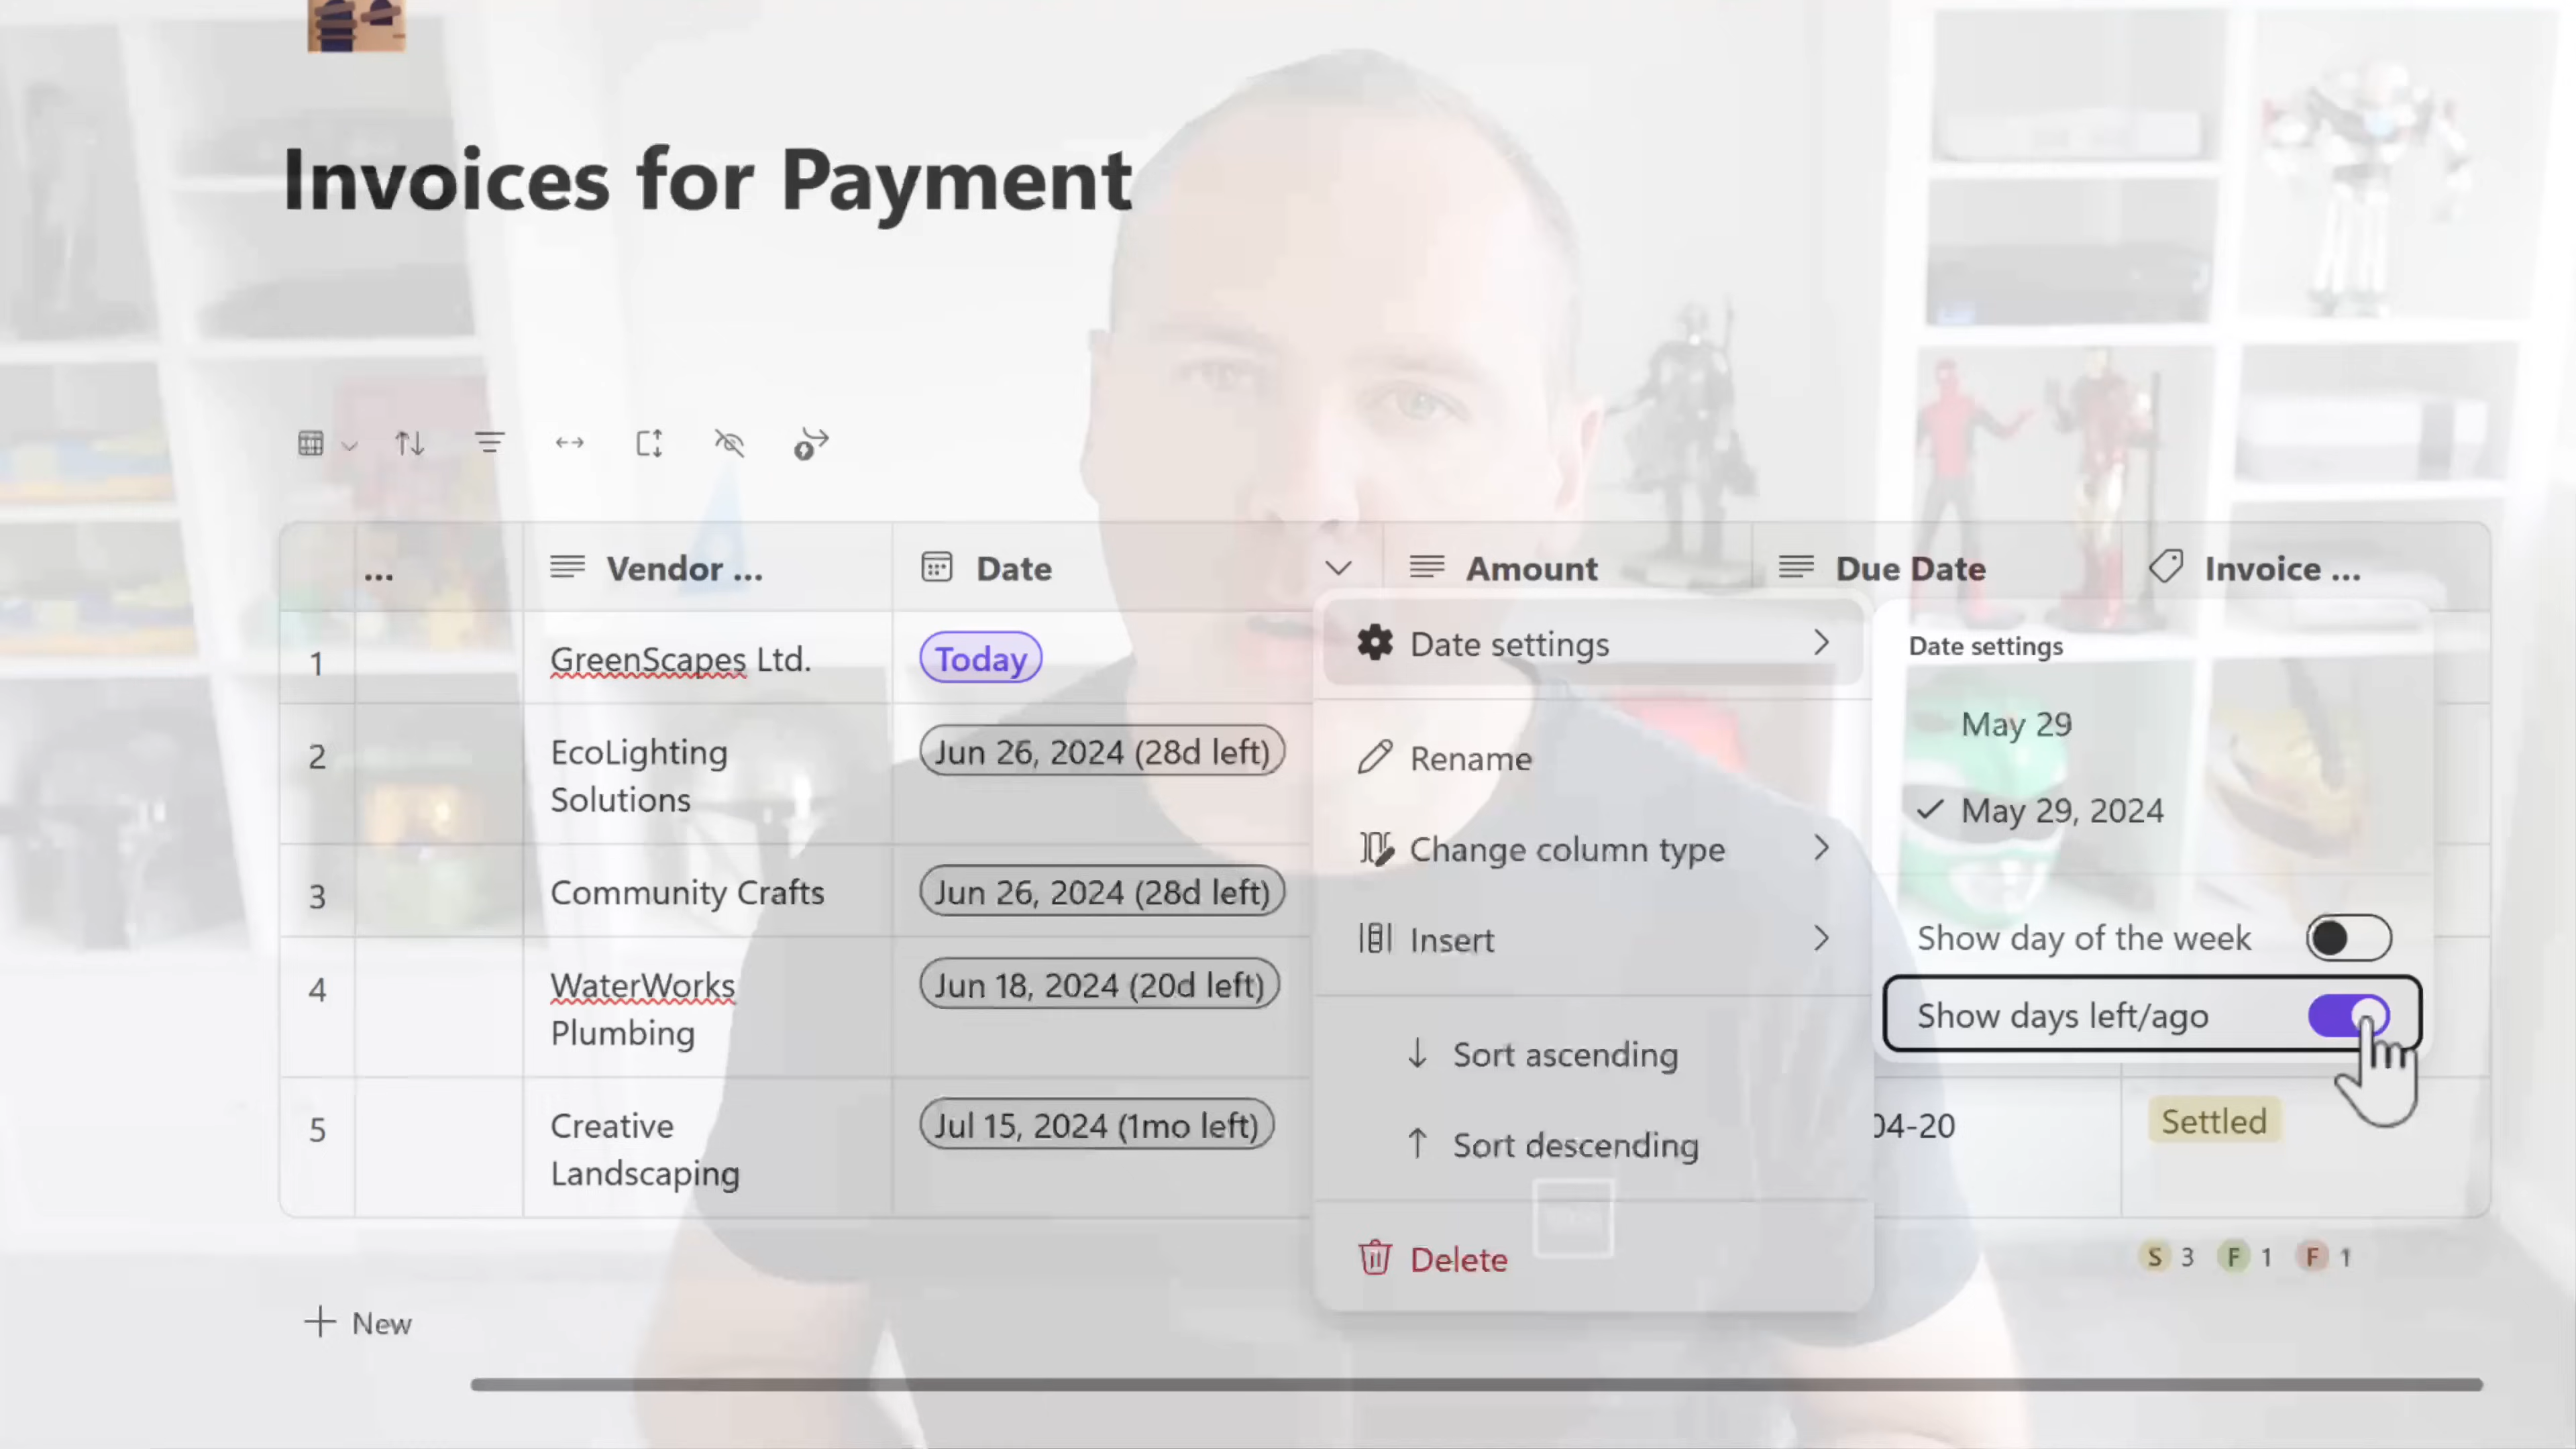 Invoices for Payment
... Vendor ... Date Amount Due Date Invoice ...
1 GreenScapes Ltd. Today
2 EcoLighting Solutions Jun 26, 2024 (28d left)
3 Community Crafts Jun 26, 2024 (28d left)
4 WaterWorks Plumbing Jun 18, 2024 (20d left)
5 Creative Landscaping Jul 15, 2024 (1mo left) 04-20 Settled
S 3 F 1 F 1
+ New
Date settings
Rename
Change column type
Insert
Sort ascending
Sort descending
Delete
Date settings
May 29
May 29, 2024
Show day of the week
Show days left/ago